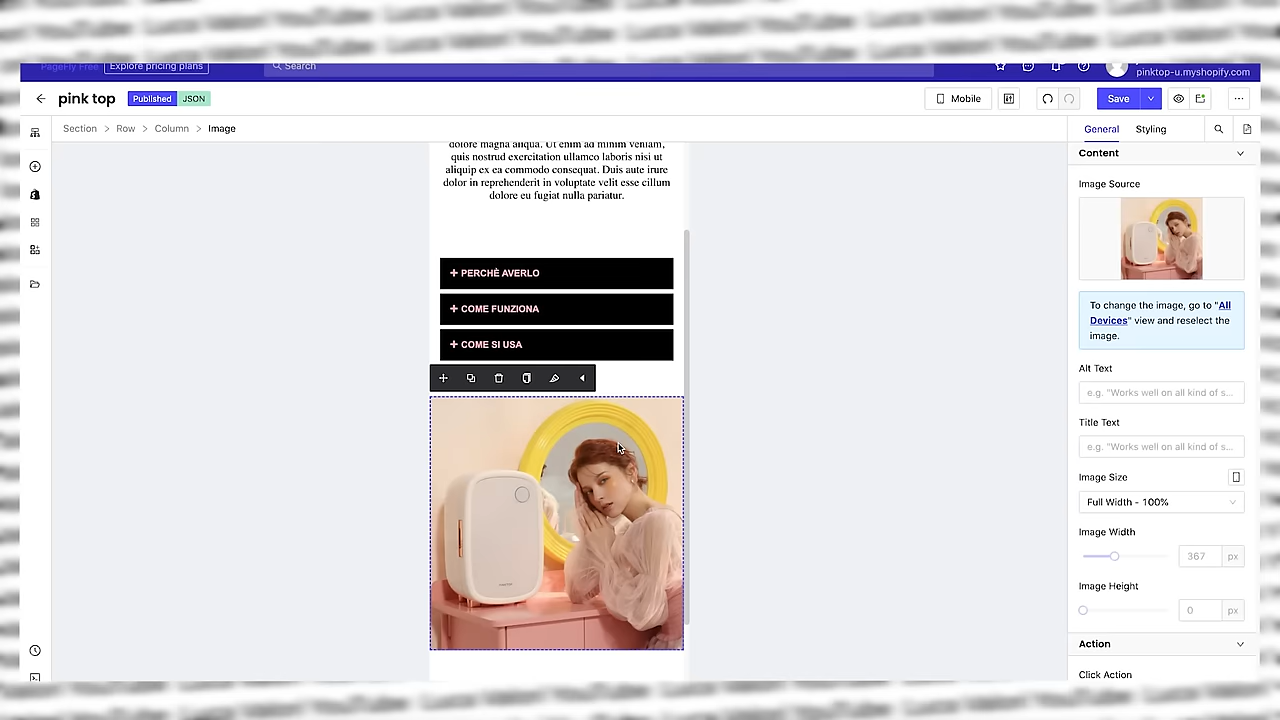 PageFly Free Explore pricing plans Search
pinktop-u.myshopify.com
pink top Published JSON Mobile Save
Section > Row > Column > Image General Styling
Content
dolore magna aliqua. Ut enim ad minim veniam,
quis nostrud exercitation ullamco laboris nisi ut
aliquip ex ea commodo consequat. Duis aute irure
dolor in reprehenderit in voluptate velit esse cillum
dolore eu fugiat nulla pariatur.
+ PERCHÈ AVERLO
+ COME FUNZIONA
+ COME SI USA
Image Source
To change the image, go to "All
Devices" view and reselect the
image.
Alt Text
e.g. "Works well on all kind of s...
Title Text
e.g. "Works well on all kind of s...
Image Size
Full Width - 100%
Image Width
367 px
Image Height
0 px
Action
Click Action